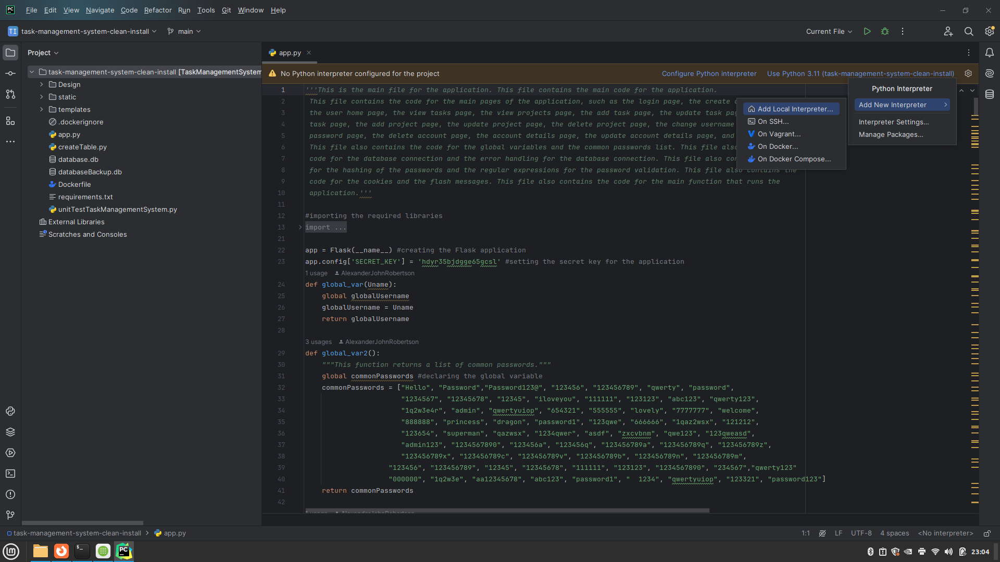 File Edit View Navigate Code Refactor Run Tools Git Window Help
TI task-management-system-clean-install main Current File
Project
app.py
task-management-system-clean-install [TaskManagementSystem
Design
static
templates
.dockerignore
app.py
createTable.py
database.db
databaseBackup.db
Dockerfile
requirements.txt
unitTestTaskManagementSystem.py
External Libraries
Scratches and Consoles
No Python interpreter configured for the project Configure Python interpreter Use Python 3.11 (task-management-system-clean-install)
Python Interpreter
Add New Interpreter
Interpreter Settings...
Manage Packages...
Add Local Interpreter...
On SSH...
On Vagrant...
On Docker...
On Docker Compose...
1 '''This is the main file for the application. This file contains the main code for the application.
2 This file contains the code for the main pages of the application, such as the login page, the create
3 the user home page, the view tasks page, the view projects page, the add task page, the update task
4 task page, the add project page, the update project page, the delete project page, the change username
5 password page, the delete account page, the account details page, the update account details page, and
6 This file also contains the code for the global variables and the common passwords list. This file
7 code for the database connection and the error handling for the database connection. This file also
8 for the hashing of the passwords and the regular expressions for the password validation. This file also contains the
9 code for the cookies and the flash messages. This file also contains the code for the main function that runs the
10 application.'''
11
12 #importing the required libraries
13 import ...
21
22 app = Flask(__name__) #creating the Flask application
23 app.config['SECRET_KEY'] = 'hdyr35bjdgge65gcsl' #setting the secret key for the application
1 usage AlexanderJohnRobertson
24 def global_var(Uname):
25 global globalUsername
26 globalUsername = Uname
27 return globalUsername
28
3 usages AlexanderJohnRobertson
29 def global_var2():
30 """This function returns a list of common passwords."""
31 global commonPasswords #declaring the global variable
32 commonPasswords = ["Hello", "Password","Password123@", "123456", "123456789", "qwerty", "password",
33 "1234567", "12345678", "12345", "iloveyou", "111111", "123123", "abc123", "qwerty123",
34 "1q2w3e4r", "admin", "qwertyuiop", "654321", "555555", "lovely", "7777777", "welcome",
35 "888888", "princess", "dragon", "password1", "123qwe", "666666", "1qaz2wsx", "121212",
36 "123654", "superman", "qazwsx", "1234qwer", "asdf", "zxcvbnm", "qwe123", "123qweasd",
37 "admin123", "1234567890", "123456a", "123456q", "123456789a", "123456789q", "123456789z",
38 "123456789x", "123456789c", "123456789v", "123456789b", "123456789n", "123456789m",
39 "123456", "123456789", "12345", "12345678", "111111", "123123", "1234567890", "234567","qwerty123"
40 "000000", "1q2w3e", "aa12345678", "abc123", "password1", "  1234", "qwertyuiop", "123321", "password123"]
41 return commonPasswords
42
task-management-system-clean-install > app.py 1:1 LF UTF-8 4 spaces <No interpreter>
23:04